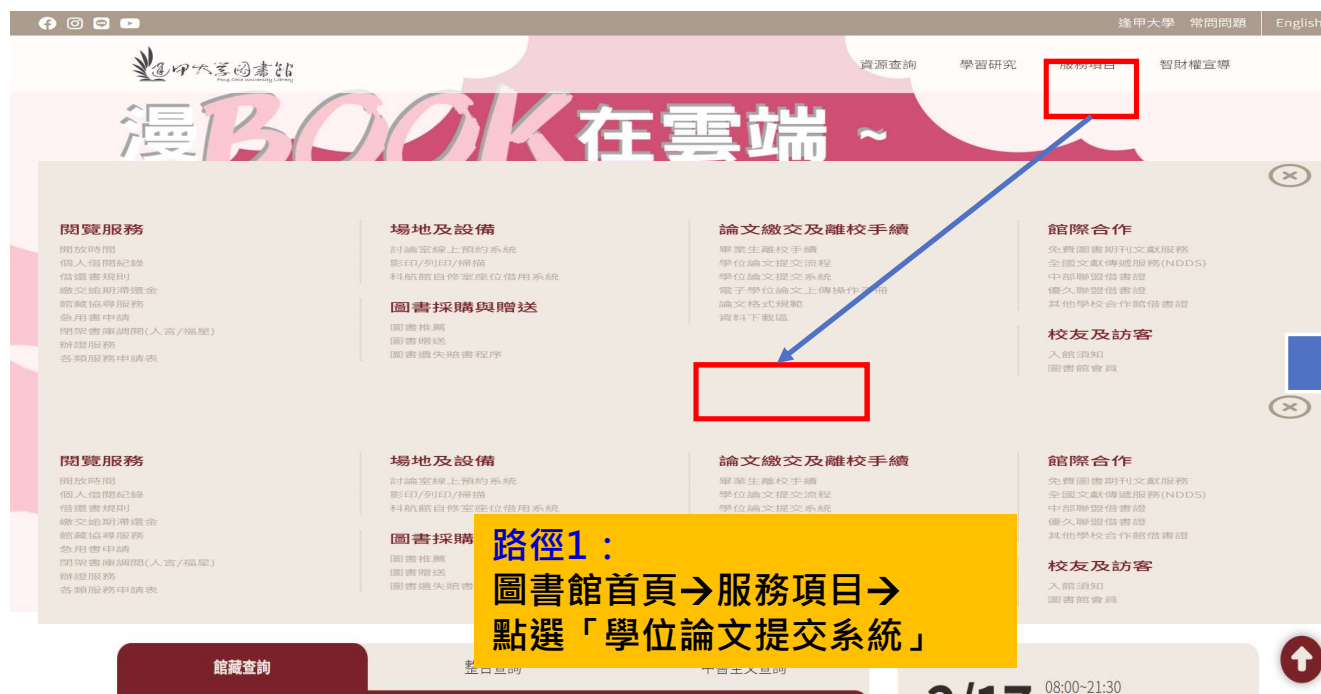 逢甲大學 常問問題 English
逢甲大學圖書館
Feng Chia University Library
資源查詢 學習研究 服務項目 智財權宣導
漫BOOK在雲端 ~
閱覽服務
開放時間
個人借閱紀錄
借還書規則
繳交逾期滯還金
館藏協尋服務
急用書申請
閉架書庫調閱(人言/福星)
辦證服務
各類服務申請表
場地及設備
討論室線上預約系統
影印/列印/掃描
科航館自修室座位借用系統
圖書採購與贈送
圖書推薦
圖書贈送
圖書遺失賠書程序
論文繳交及離校手續
畢業生離校手續
學位論文提交流程
學位論文提交系統
電子學位論文上傳操作手冊
論文格式規範
資料下載區
館際合作
免費圖書期刊文獻服務
全國文獻傳遞服務(NDDS)
中部聯盟借書證
優久聯盟借書證
其他學校合作館借書證
校友及訪客
入館須知
圖書館會員
閱覽服務
開放時間
個人借閱紀錄
借還書規則
繳交逾期滯還金
館藏協尋服務
急用書申請
閉架書庫調閱(人言/福星)
辦證服務
各類服務申請表
場地及設備
討論室線上預約系統
影印/列印/掃描
科航館自修室座位借用系統
圖書採購
圖書推薦
圖書贈送
圖書遺失賠書
論文繳交及離校手續
畢業生離校手續
學位論文提交流程
學位論文提交系統
館際合作
免費圖書期刊文獻服務
全國文獻傳遞服務(NDDS)
中部聯盟借書證
優久聯盟借書證
其他學校合作館借書證
校友及訪客
入館須知
圖書館會員
路徑1：
圖書館首頁→服務項目→
點選「學位論文提交系統」
館藏查詢 整合查詢
08:00~21:30